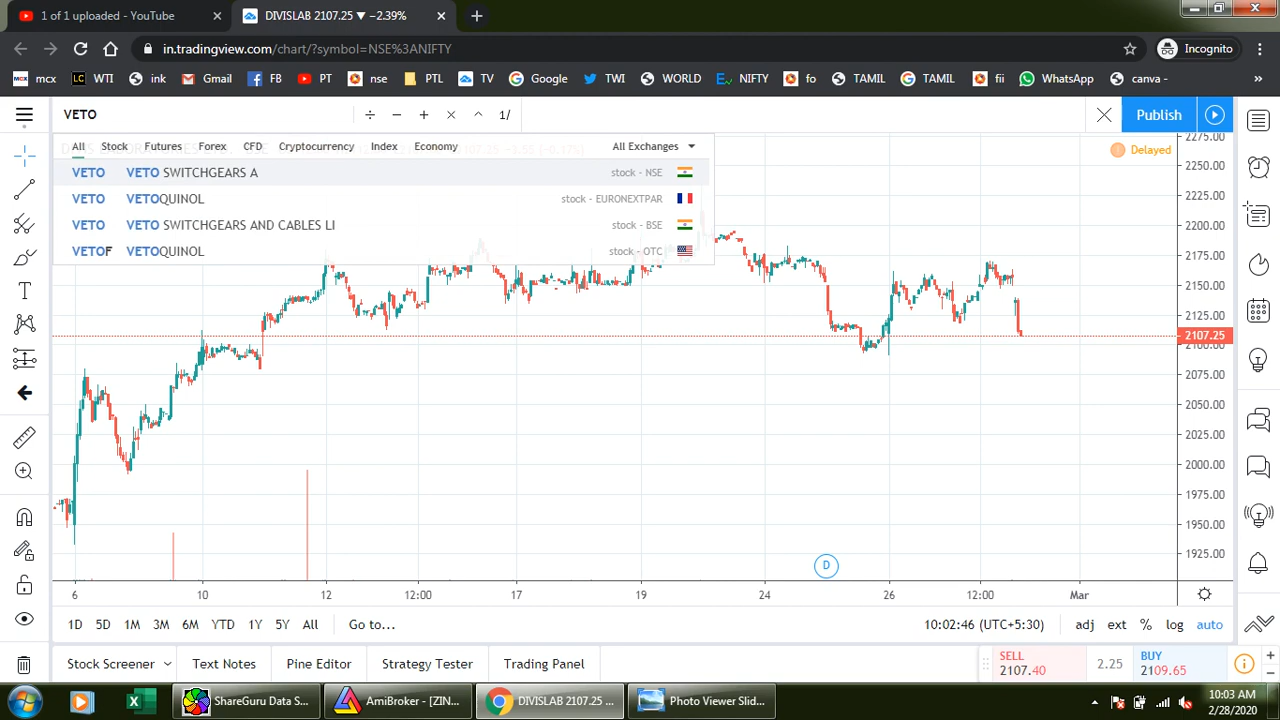 1 of 1 uploaded - YouTube
DIVISLAB 2107.25 ▼ −2.39%
in.tradingview.com/chart/?symbol=NSE%3ANIFTY
Incognito
mcx
LC WTI
ink
Gmail
FB
PT
nse
PTL
TV
Google
TWI
WORLD
NIFTY
fo
TAMIL
TAMIL
fii
WhatsApp
canva -
»
VETO
÷ − + × ^ 1/
Publish
All Stock Futures Forex CFD Cryptocurrency Index Economy All Exchanges
VETO VETO SWITCHGEARS A stock - NSE
VETO VETOQUINOL stock - EURONEXTPAR
VETO VETO SWITCHGEARS AND CABLES LI stock - BSE
VETOF VETOQUINOL stock - OTC
Delayed
2275.00
2250.00
2225.00
2200.00
2175.00
2150.00
2125.00
2107.25
2100.00
2075.00
2050.00
2025.00
2000.00
1975.00
1950.00
1925.00
D
6 10 12 12:00 17 19 24 26 12:00 Mar
1D 5D 1M 3M 6M YTD 1Y 5Y All Go to... 10:02:46 (UTC+5:30) adj ext % log auto
Stock Screener Text Notes Pine Editor Strategy Tester Trading Panel
SELL
2107.40
2.25
BUY
2109.65
ShareGuru Data S...
AmiBroker - [ZIN...
DIVISLAB 2107.25 ...
Photo Viewer Slid...
10:03 AM
2/28/2020